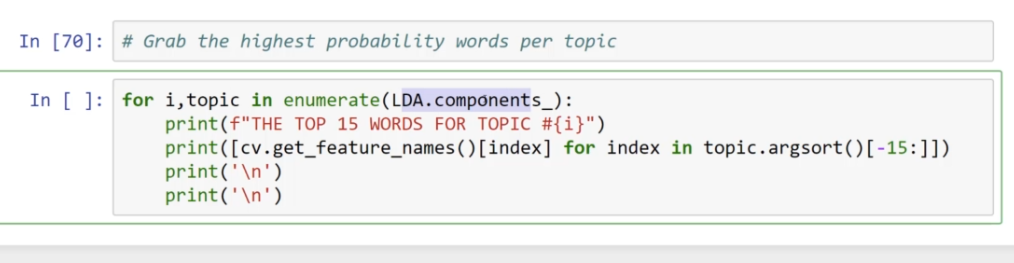 In [70]: # Grab the highest probability words per topic
In [ ]: for i,topic in enumerate(LDA.components_):
print(f"THE TOP 15 WORDS FOR TOPIC #{i}")
print([cv.get_feature_names()[index] for index in topic.argsort()[-15:]])
print('\n')
print('\n')